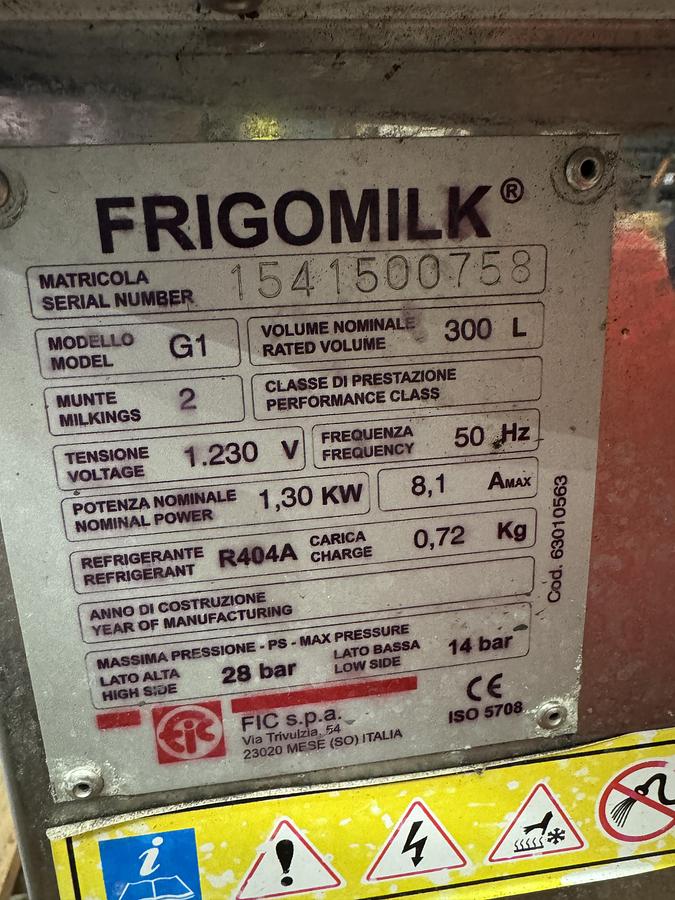 FRIGOMILK®
MATRICOLA
SERIAL NUMBER 1541500758
MODELLO
MODEL G1
VOLUME NOMINALE
RATED VOLUME 300 L
MUNTE
MILKINGS 2
CLASSE DI PRESTAZIONE
PERFORMANCE CLASS
TENSIONE
VOLTAGE 1.230 V
FREQUENZA
FREQUENCY 50 Hz
POTENZA NOMINALE
NOMINAL POWER 1,30 KW
8,1 AMAX
REFRIGERANTE
REFRIGERANT R404A
CARICA
CHARGE 0,72 Kg
ANNO DI COSTRUZIONE
YEAR OF MANUFACTURING
MASSIMA PRESSIONE - PS - MAX PRESSURE
LATO ALTA
HIGH SIDE 28 bar
LATO BASSA
LOW SIDE 14 bar
Cod. 63010563
FIC
FIC s.p.a.
Via Trivulzia, 54
23020 MESE (SO) ITALIA
CE
ISO 5708
i